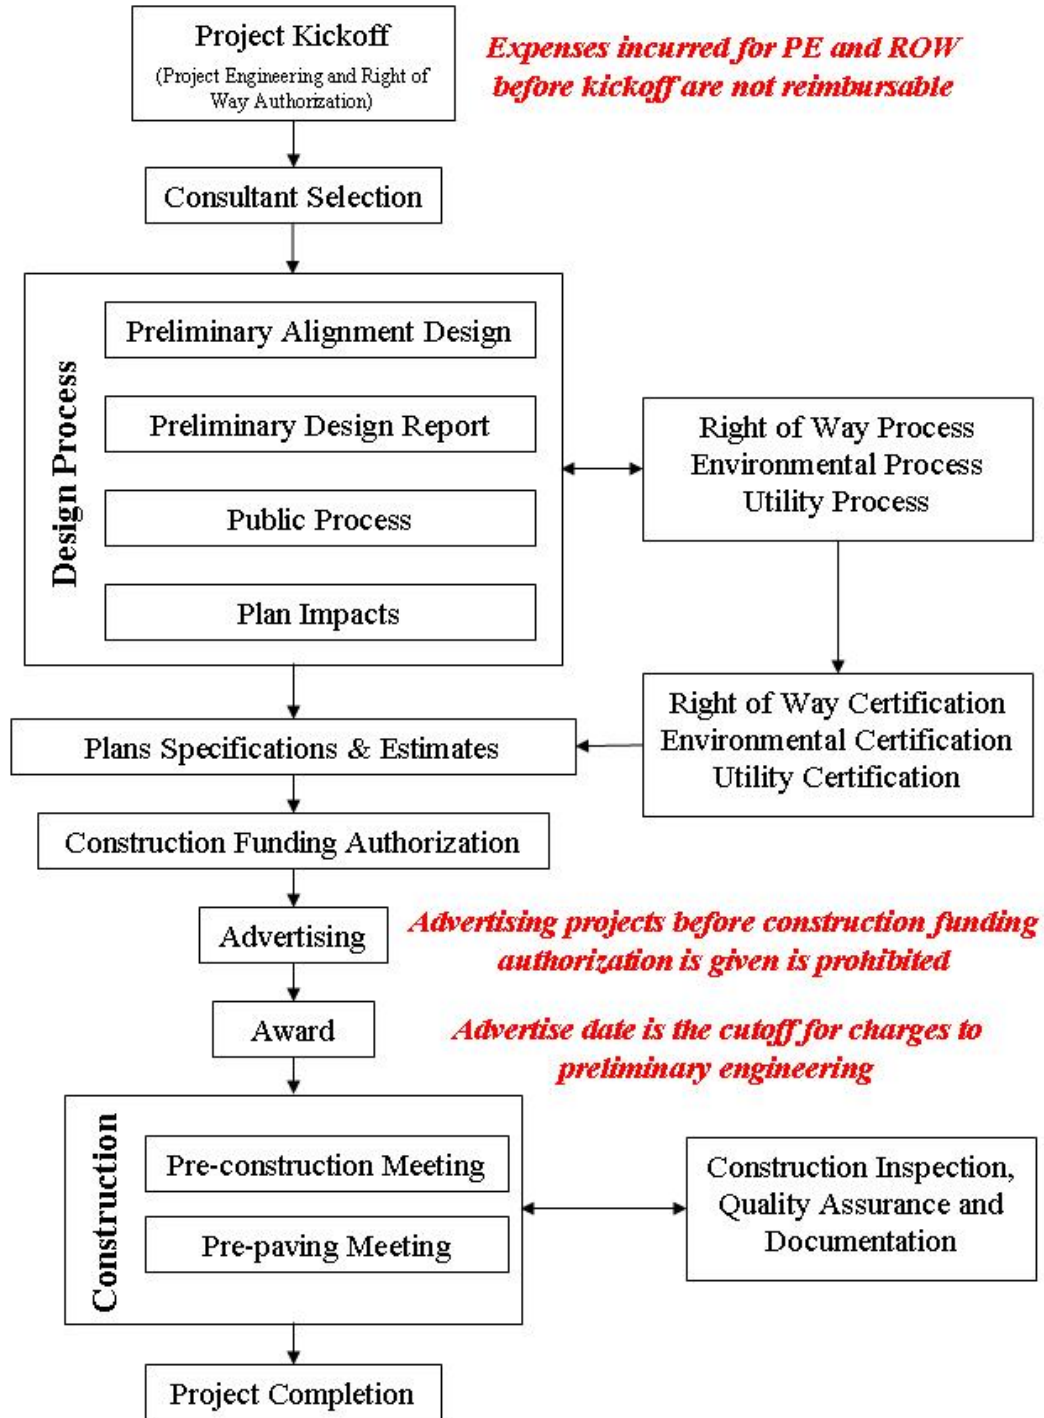 Project Kickoff
(Project Engineering and Right of
Way Authorization)
Expenses incurred for PE and ROW
before kickoff are not reimbursable
Consultant Selection
Design Process
Preliminary Alignment Design
Preliminary Design Report
Public Process
Plan Impacts
Right of Way Process
Environmental Process
Utility Process
Right of Way Certification
Environmental Certification
Utility Certification
Plans Specifications & Estimates
Construction Funding Authorization
Advertising
Advertising projects before construction funding
authorization is given is prohibited
Award
Advertise date is the cutoff for charges to
preliminary engineering
Construction
Pre-construction Meeting
Pre-paving Meeting
Construction Inspection,
Quality Assurance and
Documentation
Project Completion